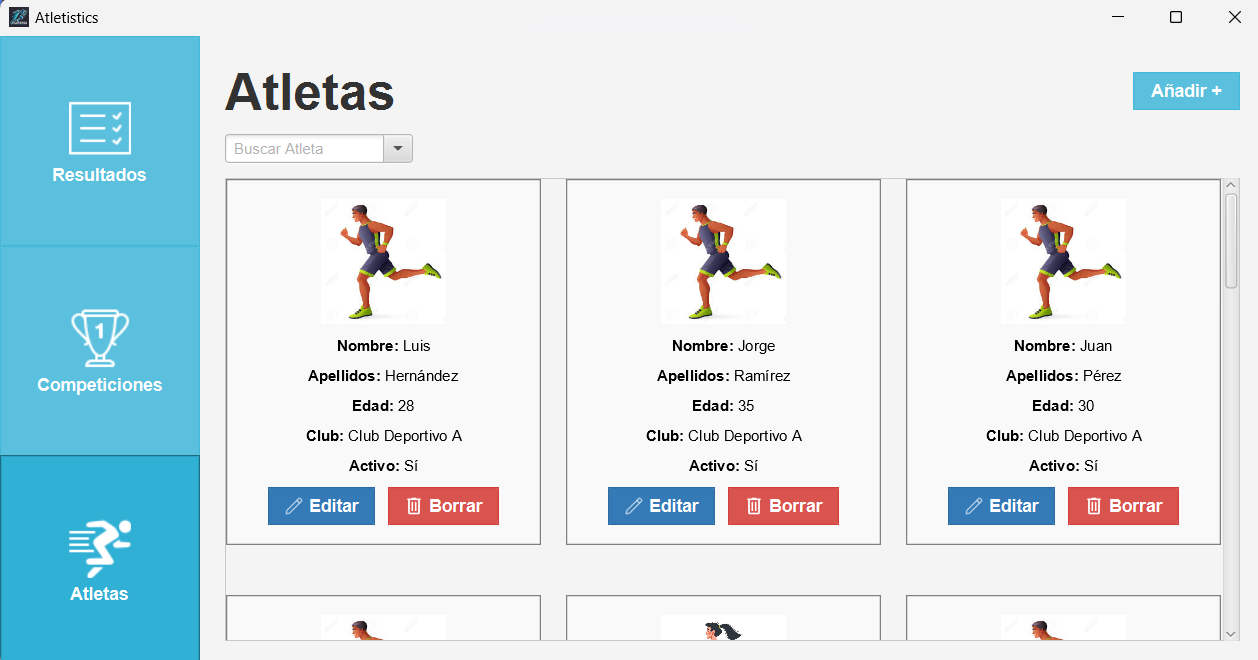 Atletistics
Resultados
Competiciones
Atletas
Atletas
Añadir +
Buscar Atleta
Nombre: Luis
Apellidos: Hernández
Edad: 28
Club: Club Deportivo A
Activo: Sí
Editar Borrar
Nombre: Jorge
Apellidos: Ramírez
Edad: 35
Club: Club Deportivo A
Activo: Sí
Editar Borrar
Nombre: Juan
Apellidos: Pérez
Edad: 30
Club: Club Deportivo A
Activo: Sí
Editar Borrar